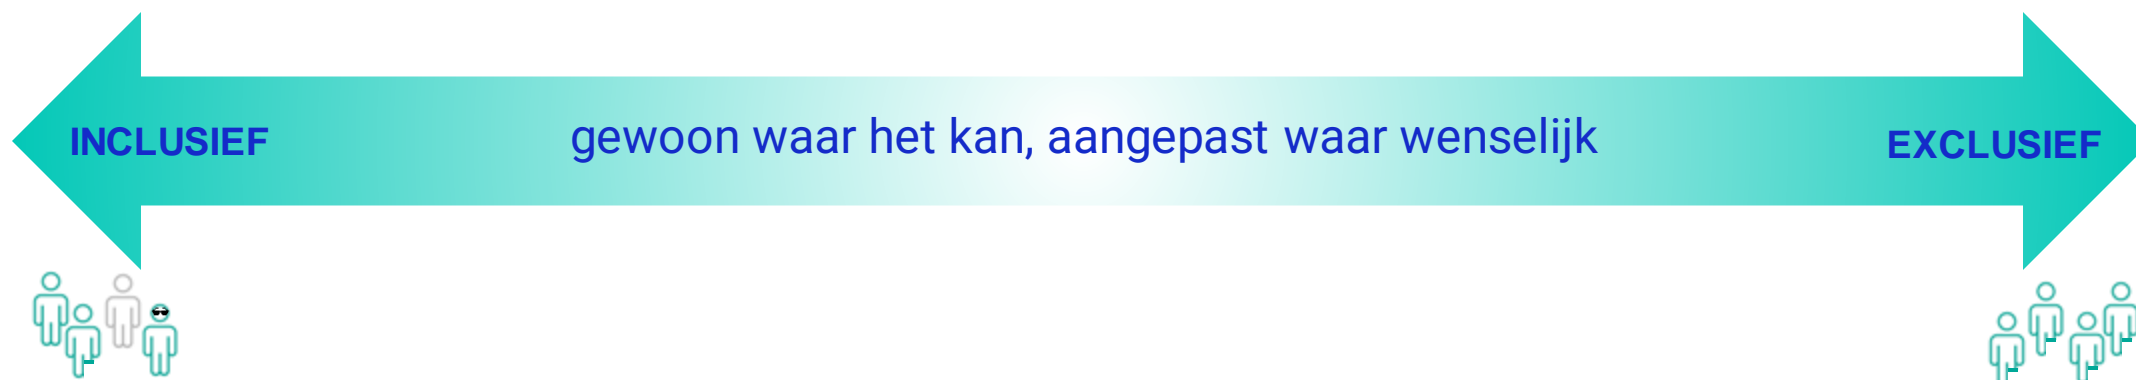 INCLUSIEF
gewoon waar het kan, aangepast waar wenselijk
EXCLUSIEF